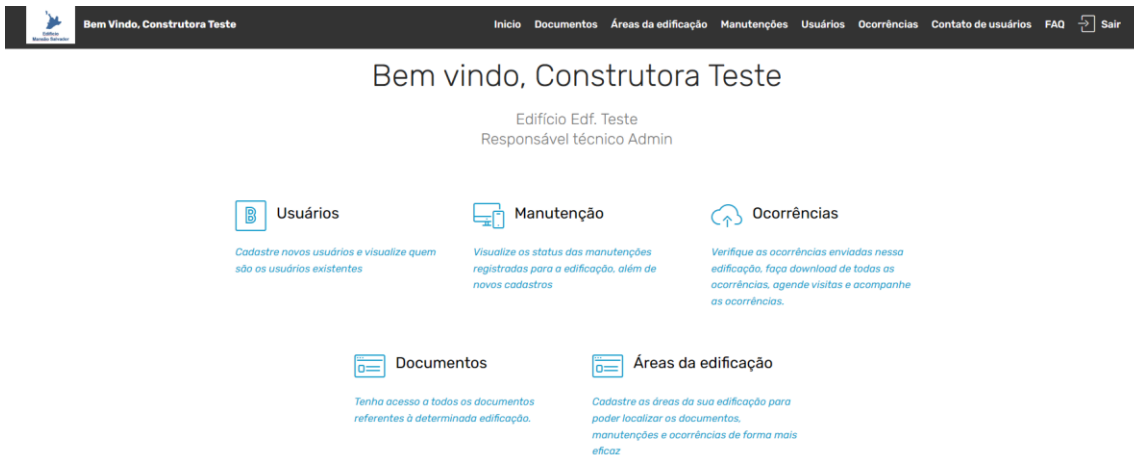 Edifício
Mansão Salvador
Bem Vindo, Construtora Teste
Inicio Documentos Áreas da edificação Manutenções Usuários Ocorrências Contato de usuários FAQ Sair
Bem vindo, Construtora Teste
Edifício Edf. Teste
Responsável técnico Admin
Usuários
Cadastre novos usuários e visualize quem
são os usuários existentes
Manutenção
Visualize os status das manutenções
registradas para a edificação, além de
novos cadastros
Ocorrências
Verifique as ocorrências enviadas nessa
edificação, faça download de todas as
ocorrências, agende visitas e acompanhe
as ocorrências.
Documentos
Tenha acesso a todos os documentos
referentes à determinada edificação.
Áreas da edificação
Cadastre as áreas da sua edificação para
poder localizar os documentos,
manutenções e ocorrências de forma mais
eficaz